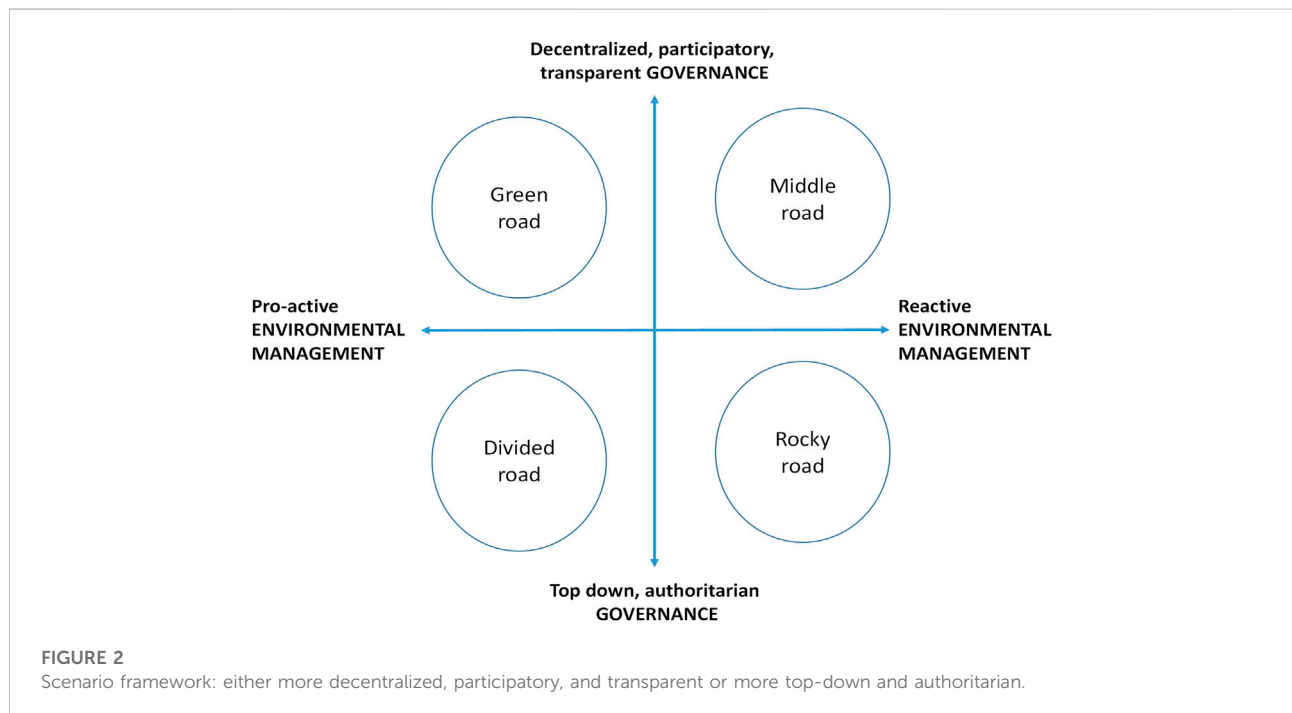 Decentralized, participatory,
transparent GOVERNANCE
Green
road
Middle
road
Pro-active
ENVIRONMENTAL
MANAGEMENT
Reactive
ENVIRONMENTAL
MANAGEMENT
Divided
road
Rocky
road
Top down, authoritarian
GOVERNANCE
FIGURE 2
Scenario framework: either more decentralized, participatory, and transparent or more top-down and authoritarian.